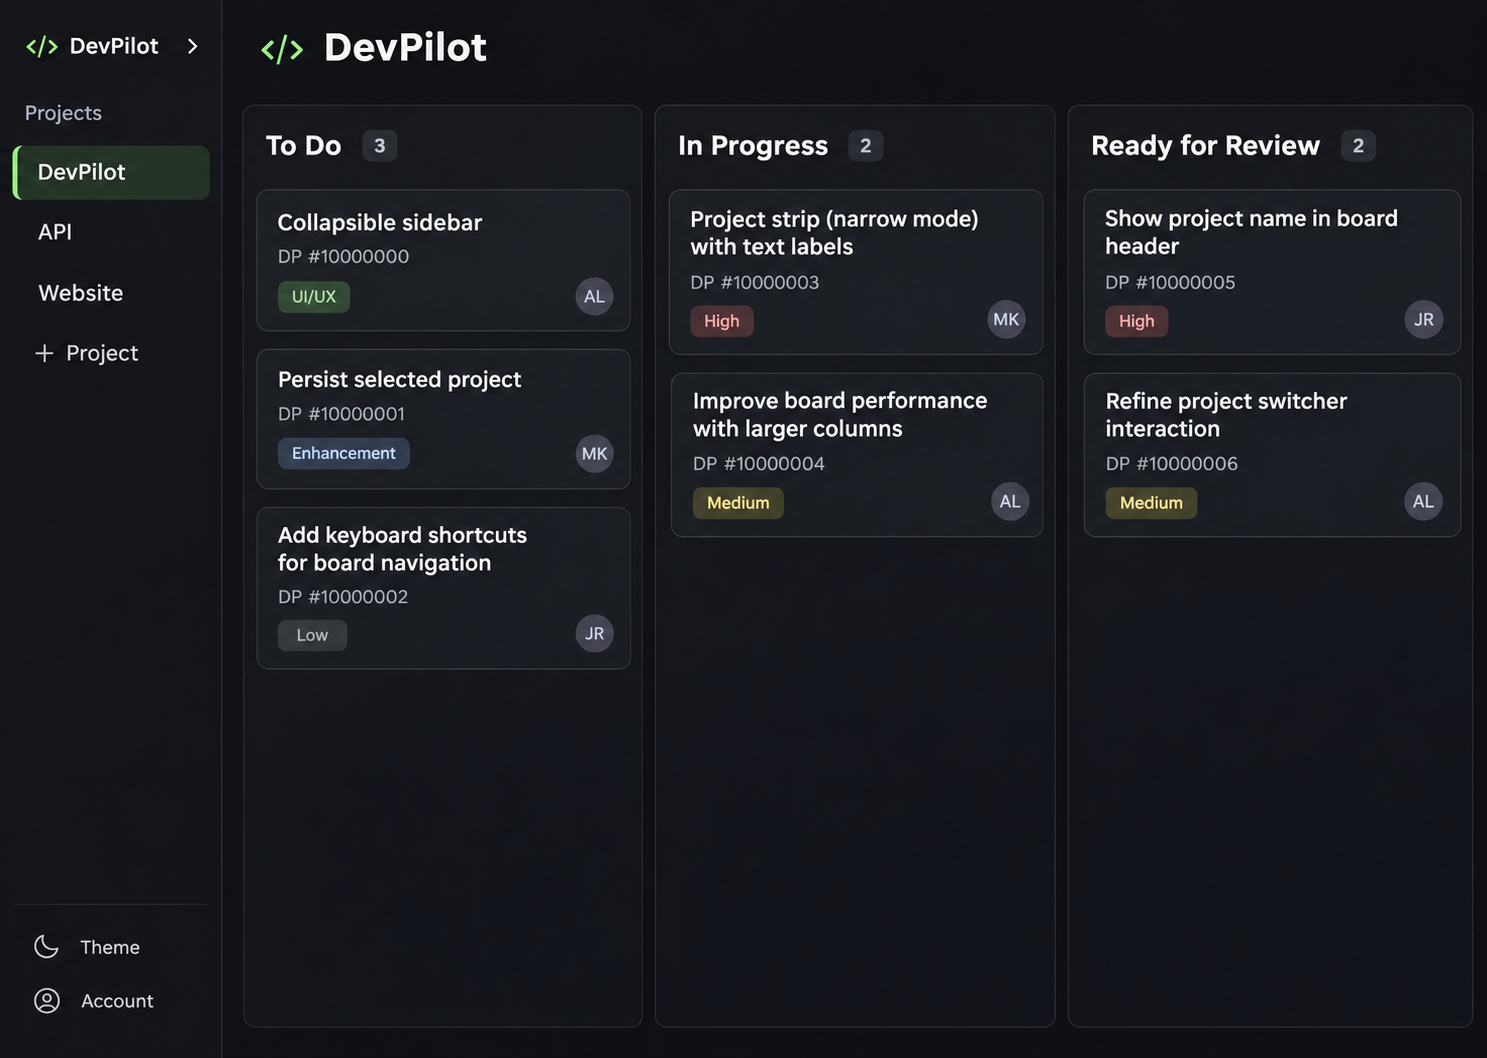 </> DevPilot >
Projects
DevPilot
API
Website
+ Project
Theme
Account
</> DevPilot
To Do 3
Collapsible sidebar
DP #10000000
UI/UX AL
Persist selected project
DP #10000001
Enhancement MK
Add keyboard shortcuts
for board navigation
DP #10000002
Low JR
In Progress 2
Project strip (narrow mode)
with text labels
DP #10000003
High MK
Improve board performance
with larger columns
DP #10000004
Medium AL
Ready for Review 2
Show project name in board
header
DP #10000005
High JR
Refine project switcher
interaction
DP #10000006
Medium AL